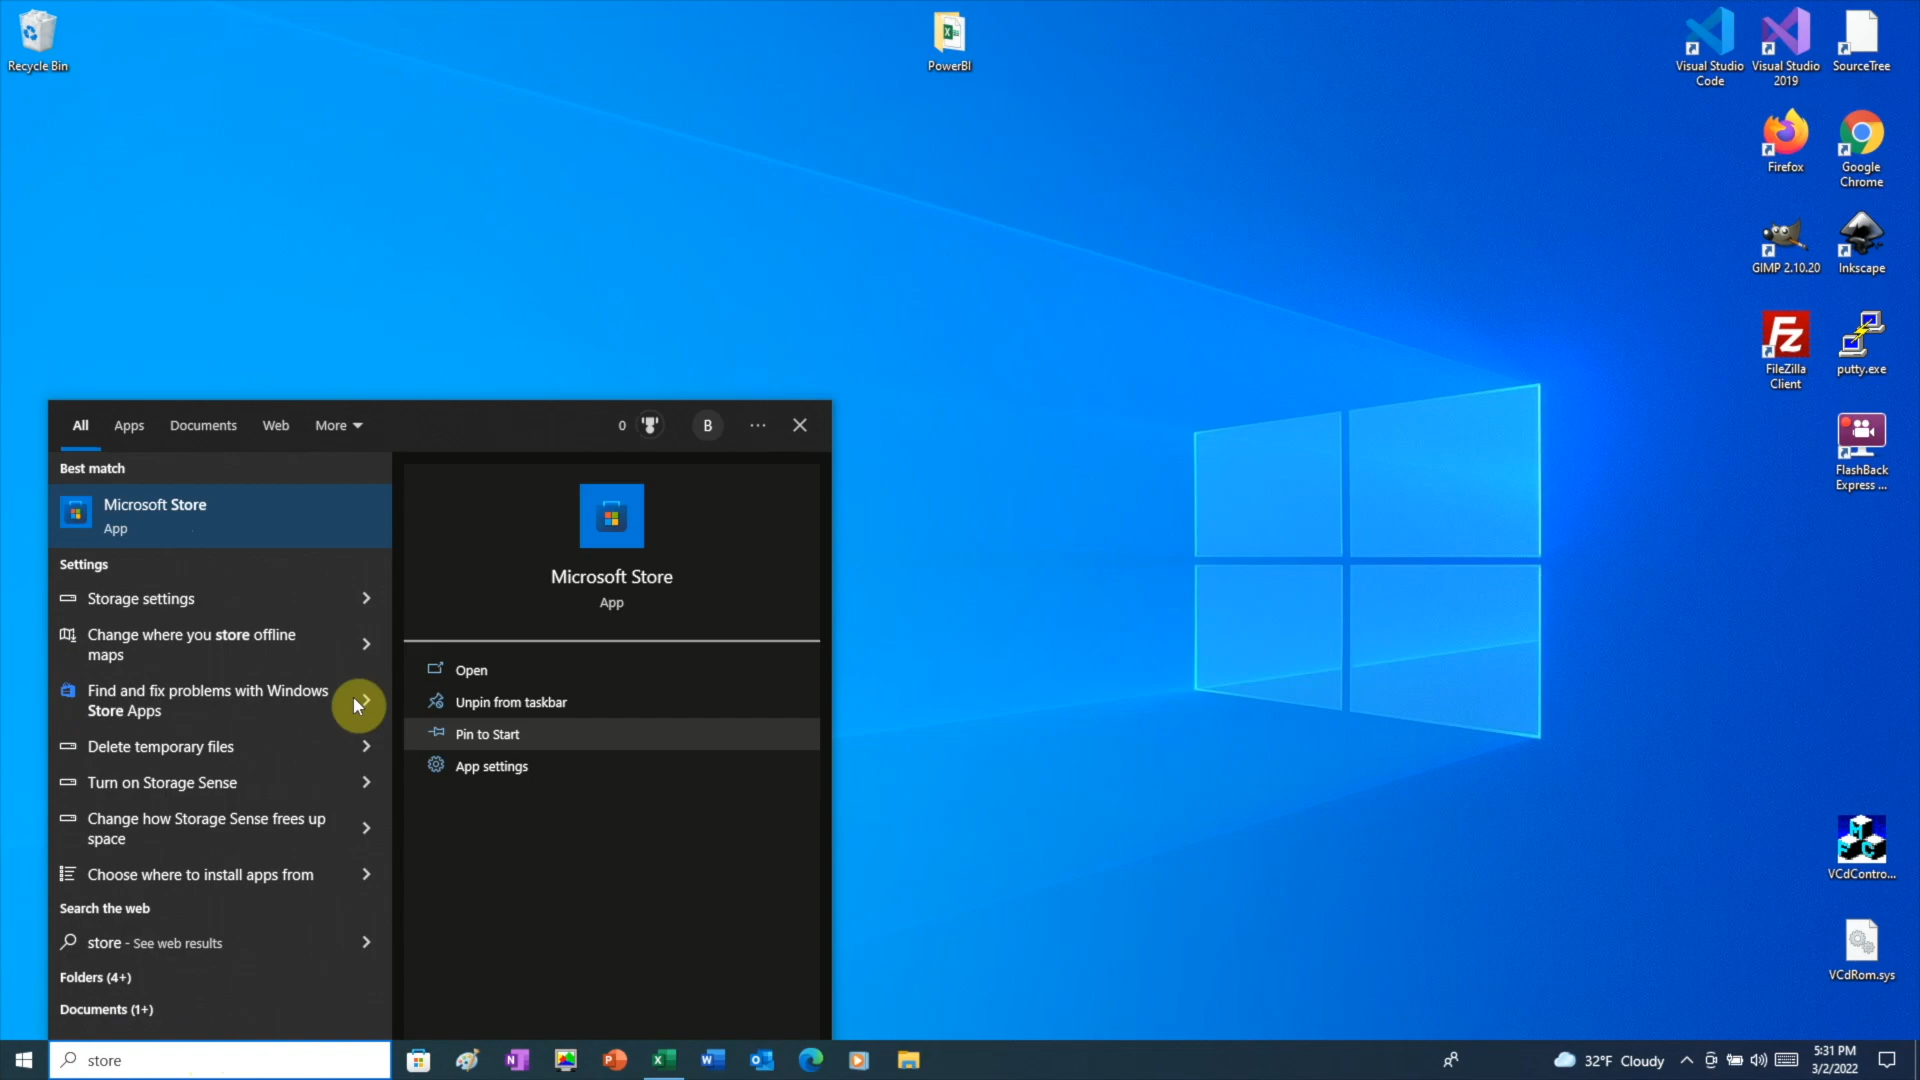 Recycle Bin
PowerBI
Visual Studio
Code
Visual Studio
2019
SourceTree
Firefox
Google
Chrome
GIMP 2.10.20
Inkscape
FileZilla
Client
putty.exe
FlashBack
Express ...
VCdContro...
VCdRom.sys
All
Apps
Documents
Web
More
0
B
Best match
Microsoft Store
App
Settings
Storage settings
Change where you store offline
maps
Find and fix problems with Windows
Store Apps
Delete temporary files
Turn on Storage Sense
Change how Storage Sense frees up
space
Choose where to install apps from
Search the web
store - See web results
Folders (4+)
Documents (1+)
Microsoft Store
App
Open
Unpin from taskbar
Pin to Start
App settings
store
32°F Cloudy
5:31 PM
3/2/2022